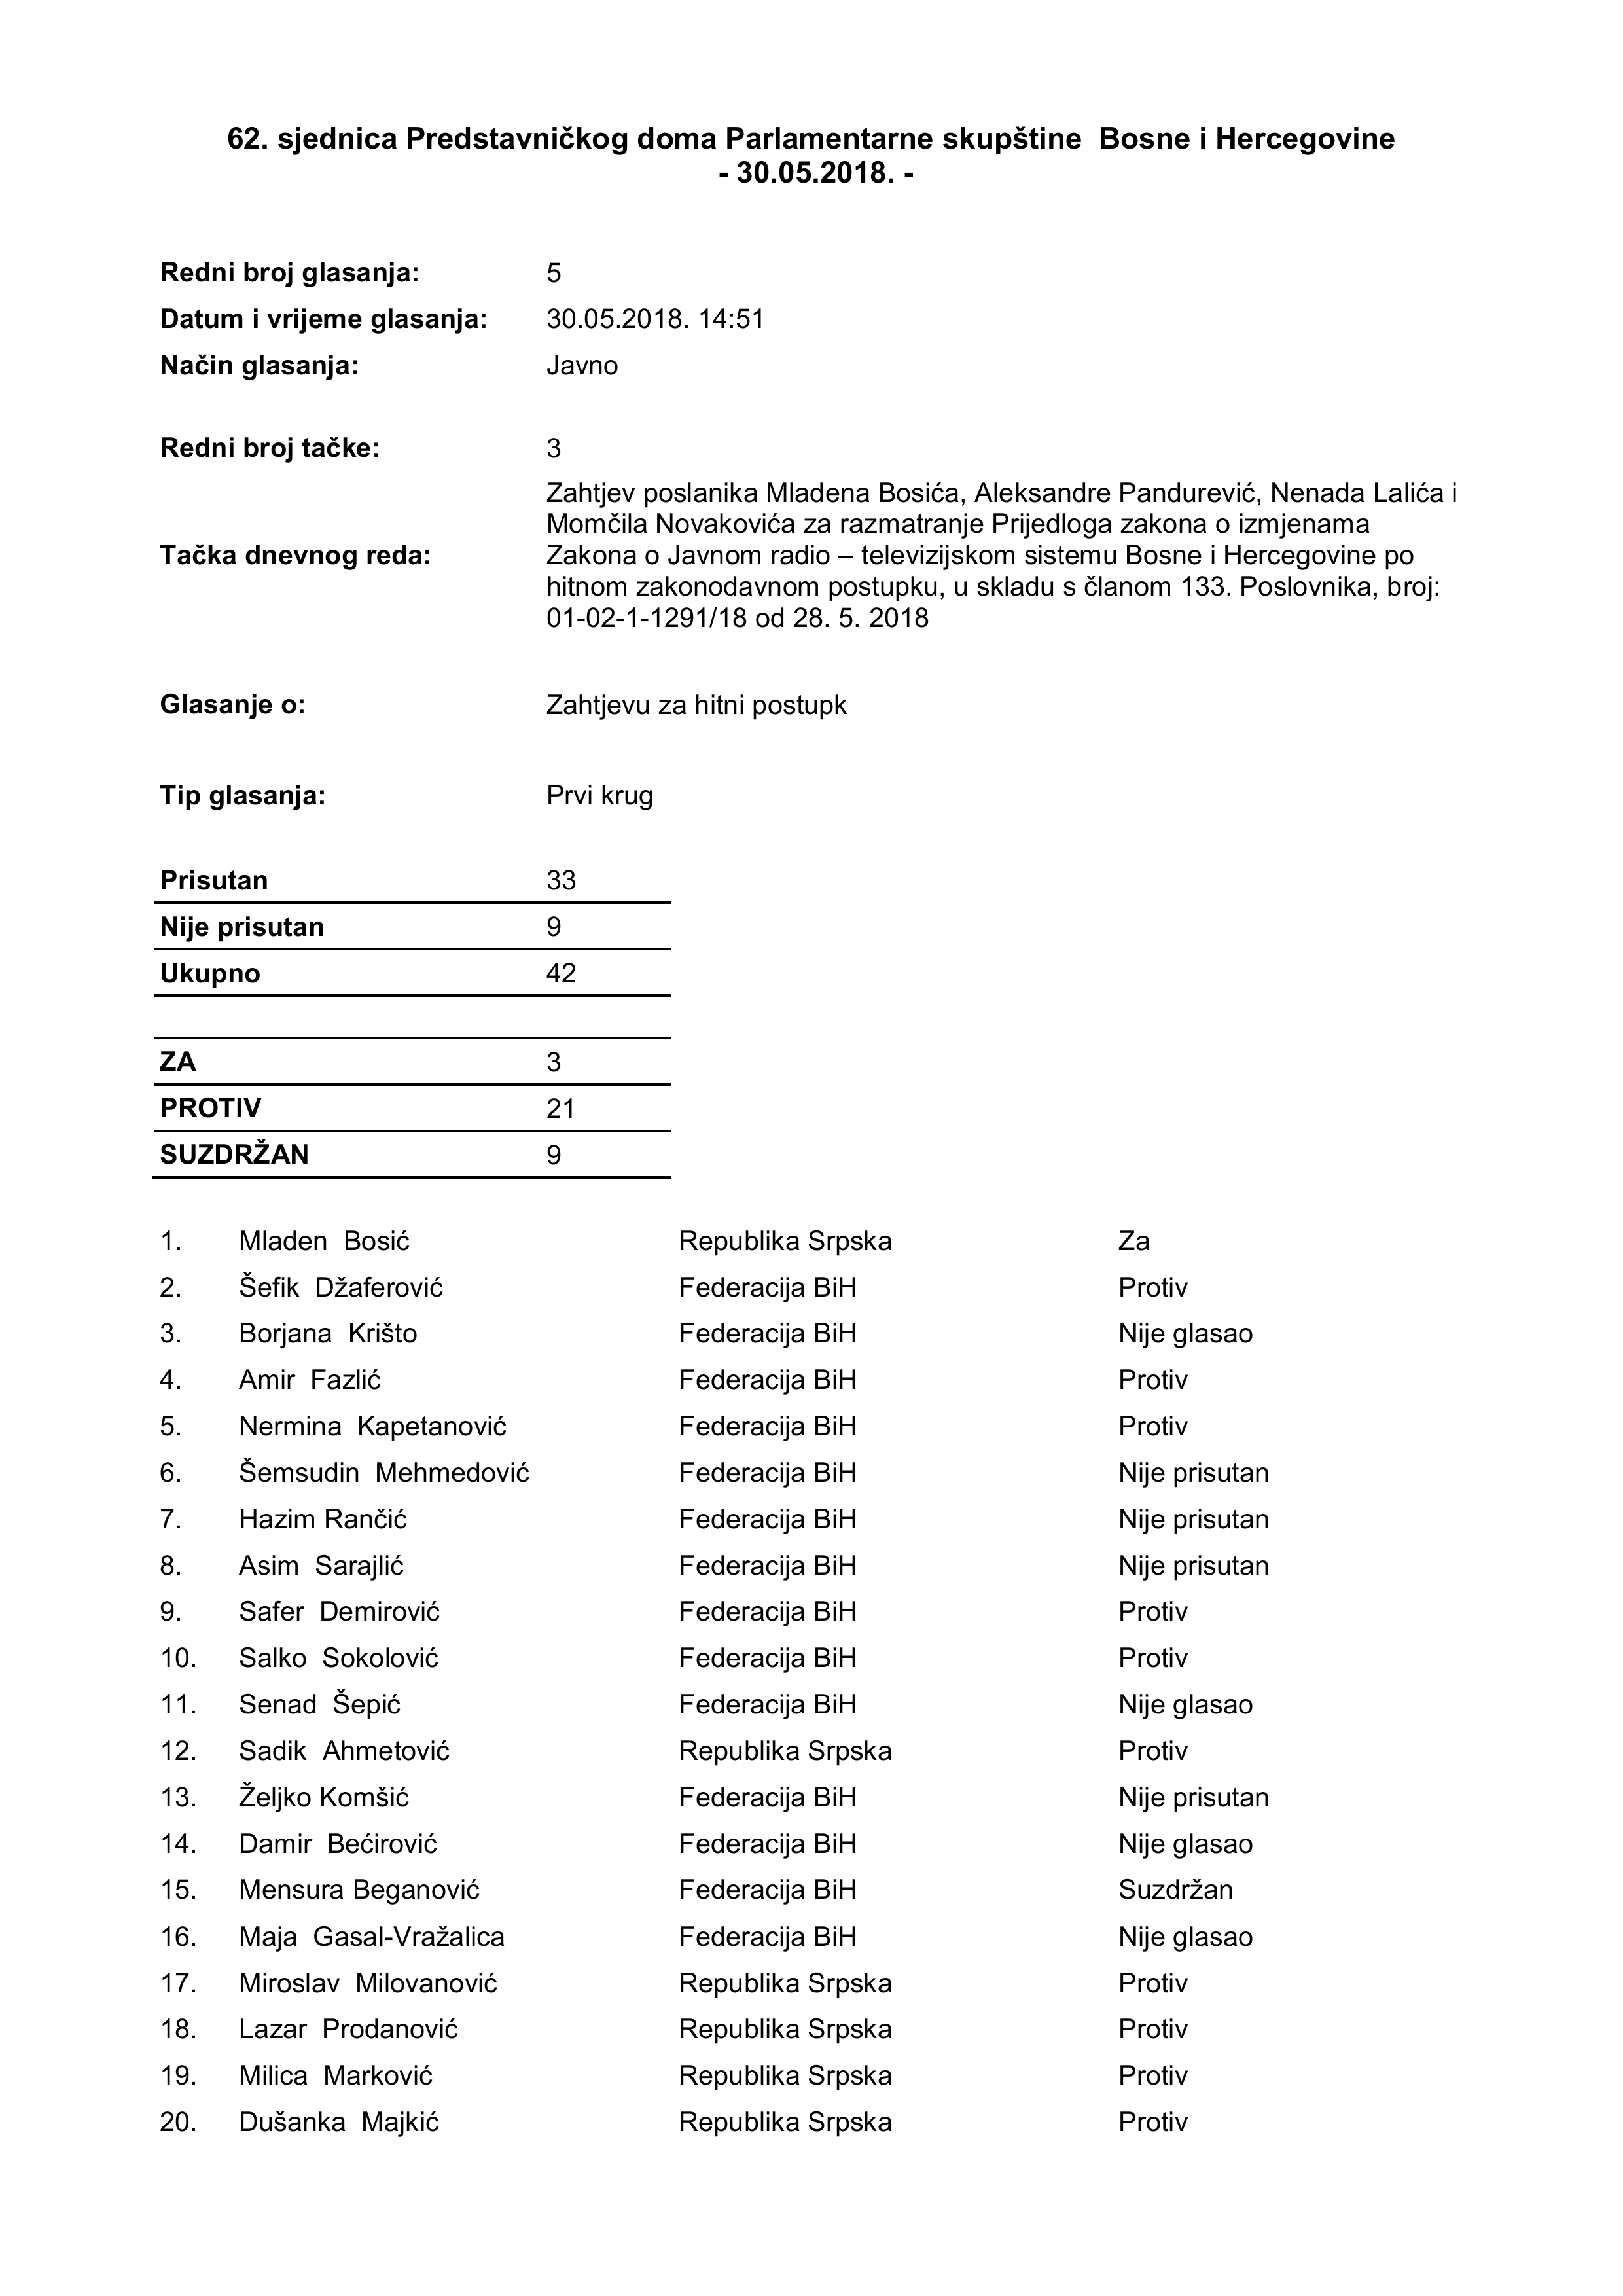 62. sjednica Predstavničkog doma Parlamentarne skupštine Bosne i Hercegovine
- 30.05.2018. -
Redni broj glasanja: 5
Datum i vrijeme glasanja: 30.05.2018. 14:51
Način glasanja: Javno
Redni broj tačke: 3
Tačka dnevnog reda: Zahtjev poslanika Mladena Bosića, Aleksandre Pandurević, Nenada Lalića i
Momčila Novakovića za razmatranje Prijedloga zakona o izmjenama
Zakona o Javnom radio – televizijskom sistemu Bosne i Hercegovine po
hitnom zakonodavnom postupku, u skladu s članom 133. Poslovnika, broj:
01-02-1-1291/18 od 28. 5. 2018
Glasanje o: Zahtjevu za hitni postupk
Tip glasanja: Prvi krug
Prisutan 33
Nije prisutan 9
Ukupno 42
ZA 3
PROTIV 21
SUZDRŽAN 9
1. Mladen Bosić Republika Srpska Za
2. Šefik Džaferović Federacija BiH Protiv
3. Borjana Krišto Federacija BiH Nije glasao
4. Amir Fazlić Federacija BiH Protiv
5. Nermina Kapetanović Federacija BiH Protiv
6. Šemsudin Mehmedović Federacija BiH Nije prisutan
7. Hazim Rančić Federacija BiH Nije prisutan
8. Asim Sarajlić Federacija BiH Nije prisutan
9. Safer Demirović Federacija BiH Protiv
10. Salko Sokolović Federacija BiH Protiv
11. Senad Šepić Federacija BiH Nije glasao
12. Sadik Ahmetović Republika Srpska Protiv
13. Željko Komšić Federacija BiH Nije prisutan
14. Damir Bećirović Federacija BiH Nije glasao
15. Mensura Beganović Federacija BiH Suzdržan
16. Maja Gasal-Vražalica Federacija BiH Nije glasao
17. Miroslav Milovanović Republika Srpska Protiv
18. Lazar Prodanović Republika Srpska Protiv
19. Milica Marković Republika Srpska Protiv
20. Dušanka Majkić Republika Srpska Protiv